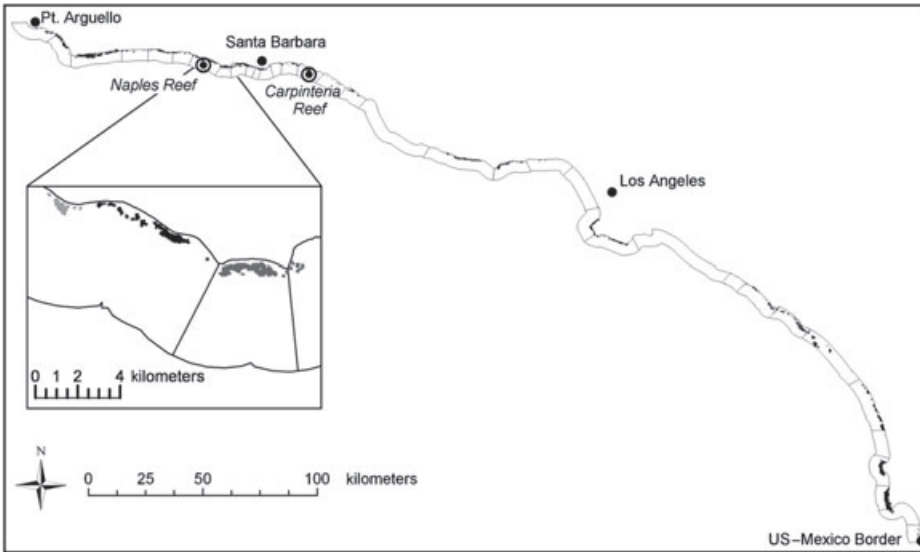 Pt. Arguello
Santa Barbara
Naples Reef
Carpinteria
Reef
Los Angeles
0 1 2 4 kilometers
N
0 25 50 100 kilometers
US–Mexico Border